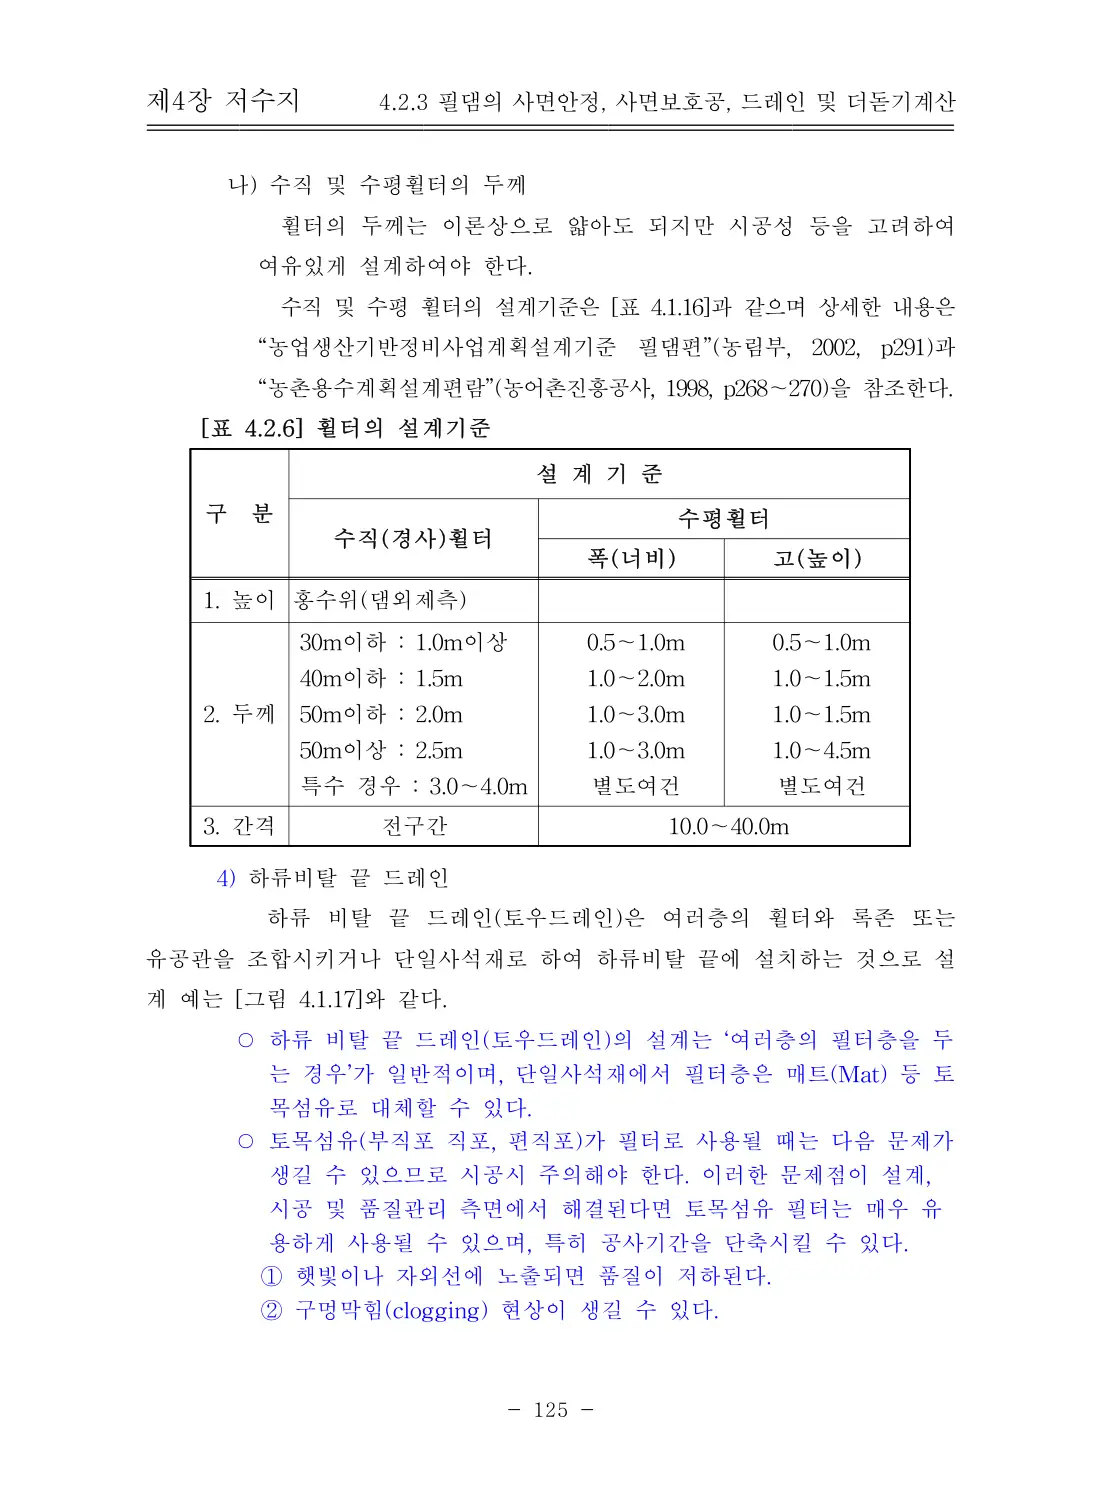 제4장 저수지 4.2.3 필댐의 사면안정, 사면보호공, 드레인 및 더돋기계산
나) 수직 및 수평휠터의 두께
휠터의 두께는 이론상으로 얇아도 되지만 시공성 등을 고려하여
여유있게 설계하여야 한다.
수직 및 수평 휠터의 설계기준은 [표 4.1.16]과 같으며 상세한 내용은
“농업생산기반정비사업계획설계기준 필댐편”(농림부, 2002, p291)과
“농촌용수계획설계편람”(농어촌진흥공사, 1998, p268～270)을 참조한다.
[표 4.2.6] 휠터의 설계기준
구 분 설 계 기 준
수직(경사)휠터 수평휠터
폭(너비) 고(높이)
1. 높이 홍수위(댐외제측)
2. 두께 30m이하 : 1.0m이상 0.5～1.0m 0.5～1.0m
40m이하 : 1.5m 1.0～2.0m 1.0～1.5m
50m이하 : 2.0m 1.0～3.0m 1.0～1.5m
50m이상 : 2.5m 1.0～3.0m 1.0～4.5m
특수 경우 : 3.0～4.0m 별도여건 별도여건
3. 간격 전구간 10.0～40.0m
4) 하류비탈 끝 드레인
하류 비탈 끝 드레인(토우드레인)은 여러층의 휠터와 록존 또는
유공관을 조합시키거나 단일사석재로 하여 하류비탈 끝에 설치하는 것으로 설
계 예는 [그림 4.1.17]와 같다.
○ 하류 비탈 끝 드레인(토우드레인)의 설계는 ‘여러층의 필터층을 두
는 경우’가 일반적이며, 단일사석재에서 필터층은 매트(Mat) 등 토
목섬유로 대체할 수 있다.
○ 토목섬유(부직포 직포, 편직포)가 필터로 사용될 때는 다음 문제가
생길 수 있으므로 시공시 주의해야 한다. 이러한 문제점이 설계,
시공 및 품질관리 측면에서 해결된다면 토목섬유 필터는 매우 유
용하게 사용될 수 있으며, 특히 공사기간을 단축시킬 수 있다.
① 햇빛이나 자외선에 노출되면 품질이 저하된다.
② 구멍막힘(clogging) 현상이 생길 수 있다.
- 125 -